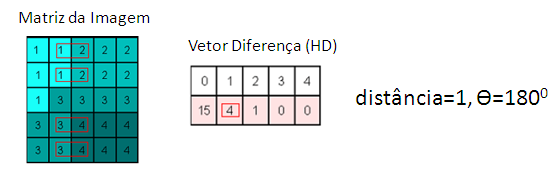 Matriz da Imagem
1 1 2 2 2
1 1 2 2 2
1 3 3 3 3
3 3 4 4 4
3 3 4 4 4
Vetor Diferença (HD)
0 1 2 3 4
15 4 1 0 0
distância=1, Ɵ=180⁰